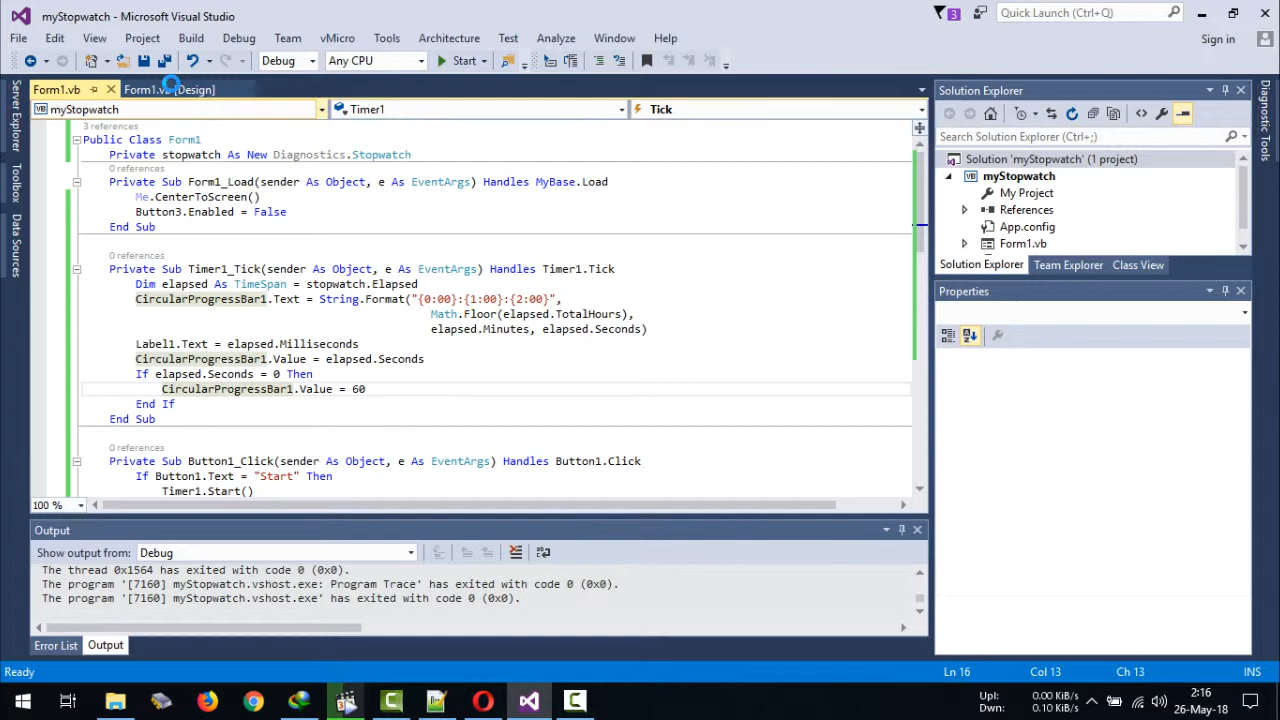 myStopwatch - Microsoft Visual Studio
3
Quick Launch (Ctrl+Q)
File Edit View Project Build Debug Team vMicro Tools Architecture Test Analyze Window Help
Sign in
Debug Any CPU Start
Form1.vb Form1.vb [Design]
myStopwatch Timer1 Tick
3 references
Public Class Form1
Private stopwatch As New Diagnostics.Stopwatch
0 references
Private Sub Form1_Load(sender As Object, e As EventArgs) Handles MyBase.Load
Me.CenterToScreen()
Button3.Enabled = False
End Sub
0 references
Private Sub Timer1_Tick(sender As Object, e As EventArgs) Handles Timer1.Tick
Dim elapsed As TimeSpan = stopwatch.Elapsed
CircularProgressBar1.Text = String.Format("{0:00}:{1:00}:{2:00}",
Math.Floor(elapsed.TotalHours),
elapsed.Minutes, elapsed.Seconds)
Label1.Text = elapsed.Milliseconds
CircularProgressBar1.Value = elapsed.Seconds
If elapsed.Seconds = 0 Then
CircularProgressBar1.Value = 60
End If
End Sub
0 references
Private Sub Button1_Click(sender As Object, e As EventArgs) Handles Button1.Click
If Button1.Text = "Start" Then
Timer1.Start()
100 %
Server Explorer
Toolbox
Data Sources
Solution Explorer
Search Solution Explorer (Ctrl+;)
Solution 'myStopwatch' (1 project)
myStopwatch
My Project
References
App.config
Form1.vb
Solution Explorer Team Explorer Class View
Properties
Diagnostic Tools
Output
Show output from: Debug
The thread 0x1564 has exited with code 0 (0x0).
The program '[7160] myStopwatch.vshost.exe: Program Trace' has exited with code 0 (0x0).
The program '[7160] myStopwatch.vshost.exe' has exited with code 0 (0x0).
Error List Output
Ready Ln 16 Col 13 Ch 13 INS
Upl: 0.00 KiB/s
Dwn: 0.10 KiB/s
2:16
26-May-18